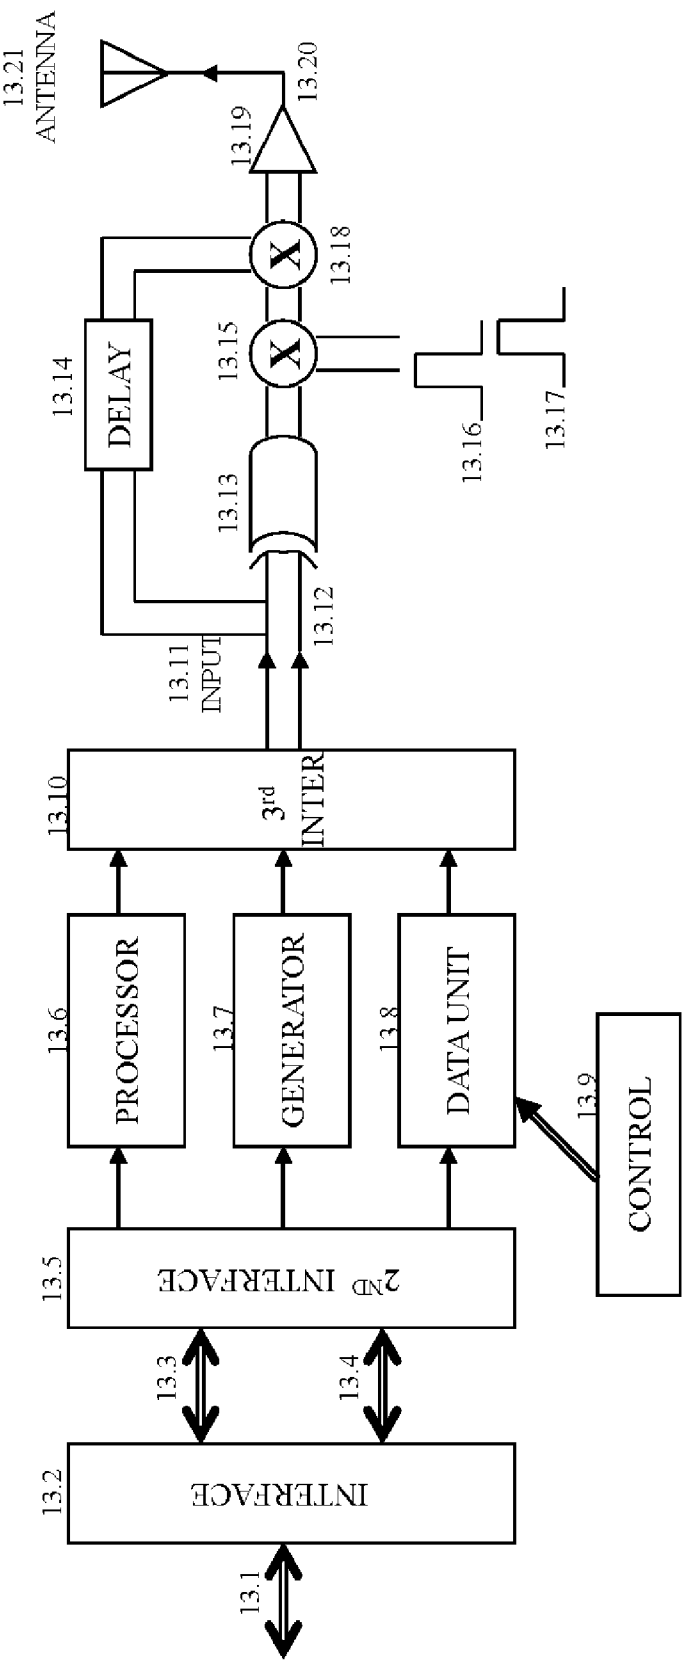 13.1
13.2
INTERFACE
13.3
13.4
13.5
2ND INTERFACE
13.6
PROCESSOR
13.7
GENERATOR
13.8
DATA UNIT
13.9
CONTROL
13.10
3rd
INTER
13.11
INPUT
13.12
13.13
13.14
DELAY
13.15
X
13.16
13.17
X
13.18
13.19
13.20
13.21
ANTENNA